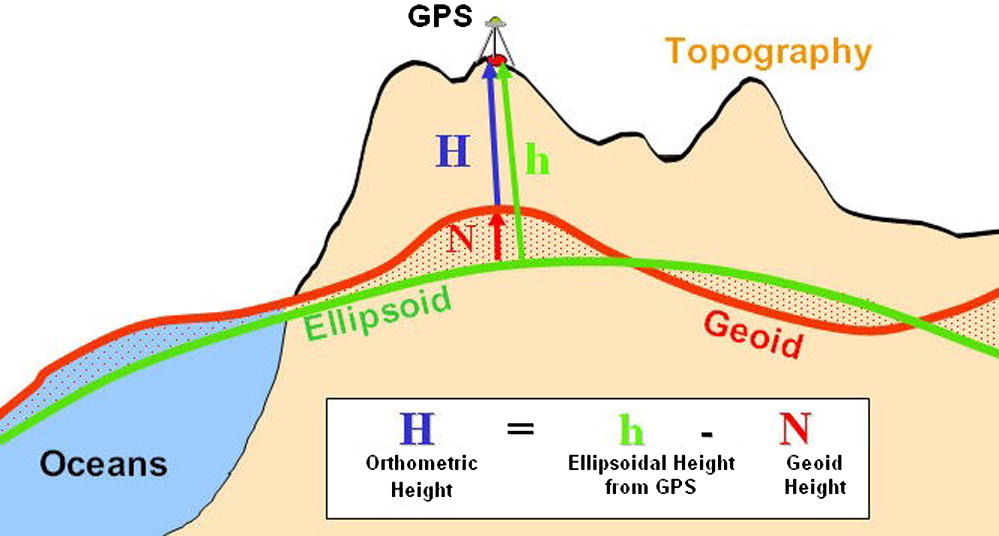 GPS
Topography
H
h
N
Ellipsoid
Geoid
Oceans
H = h - N
Orthometric Height
Ellipsoidal Height from GPS
Geoid Height